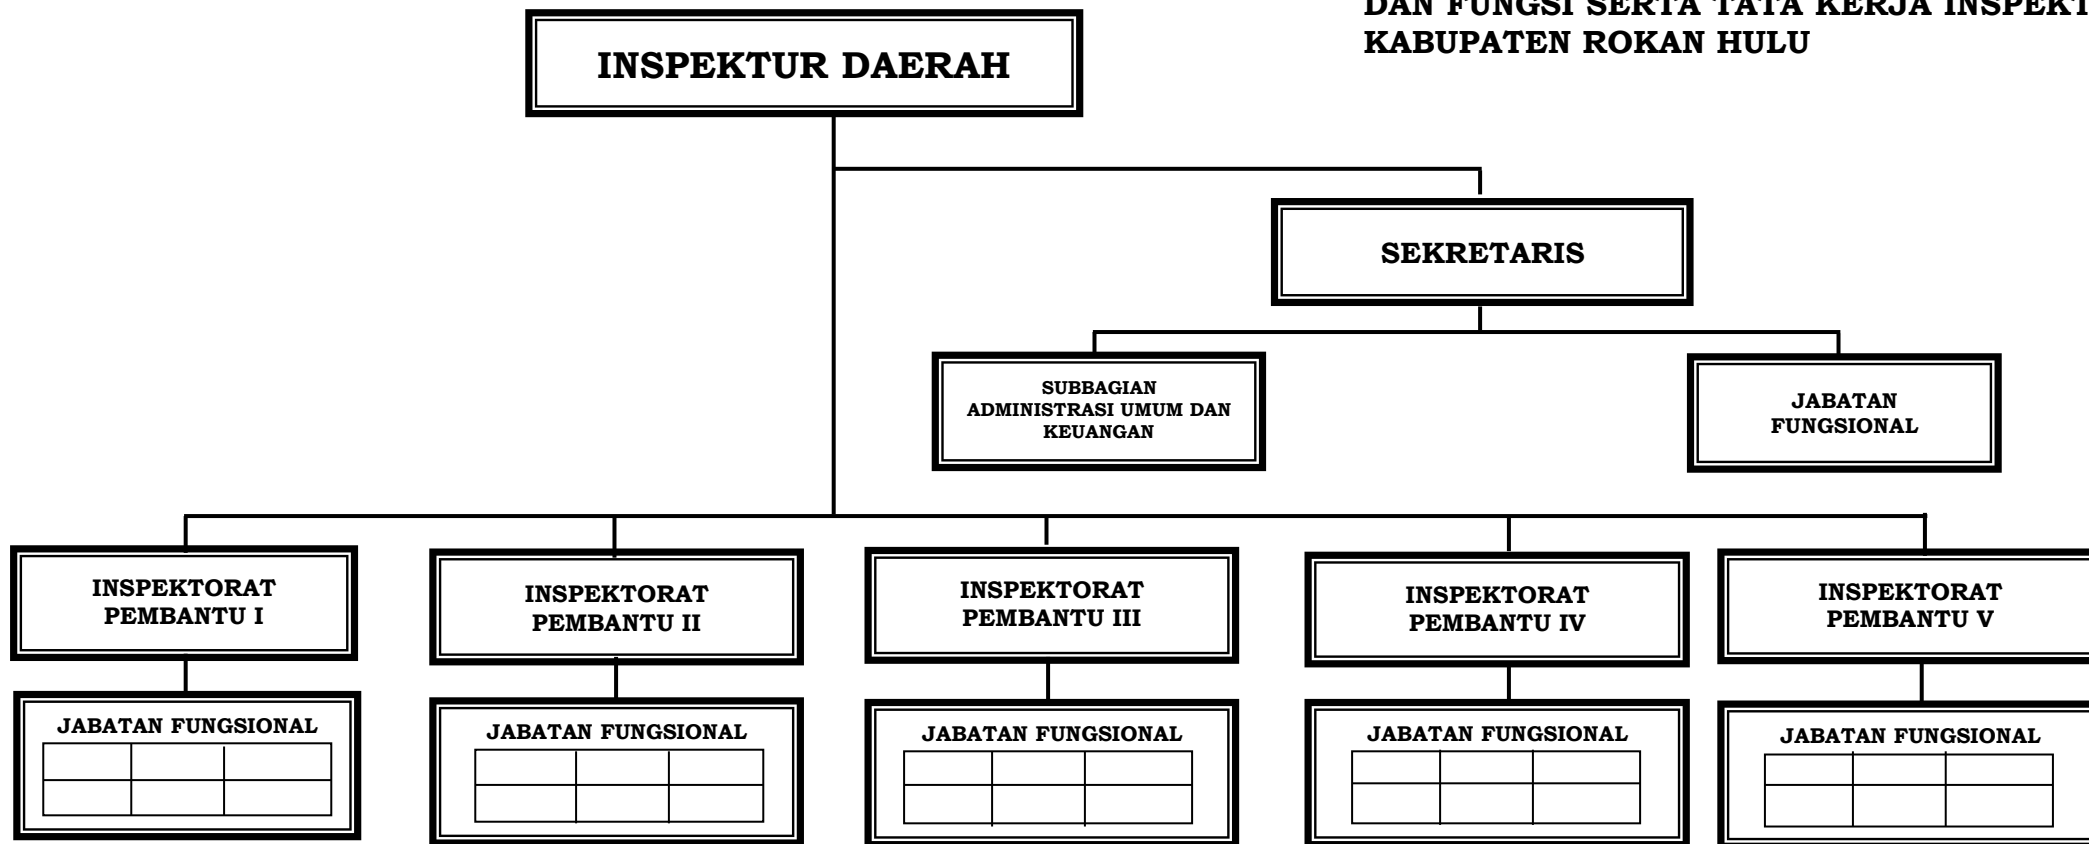 DAN FUNGSI SERTA TATA KERJA
KABUPATEN ROKAN HULU
INSPEKTUR DAERAH
SEKRETARIS
SUBBAGIAN
ADMINISTRASI UMUM DAN
KEUANGAN
JABATAN
FUNGSIONAL
INSPEKTORAT
PEMBANTU I
INSPEKTORAT
PEMBANTU II
INSPEKTORAT
PEMBANTU III
INSPEKTORAT
PEMBANTU IV
INSPEKTORAT
PEMBANTU V
JABATAN FUNGSIONAL
JABATAN FUNGSIONAL
JABATAN FUNGSIONAL
JABATAN FUNGSIONAL
JABATAN FUNGSIONAL